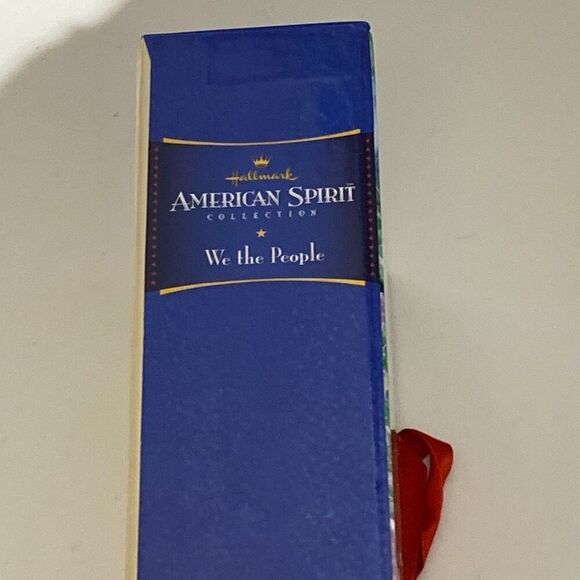 Hallmark
AMERICAN SPIRIT
COLLECTION
We the People